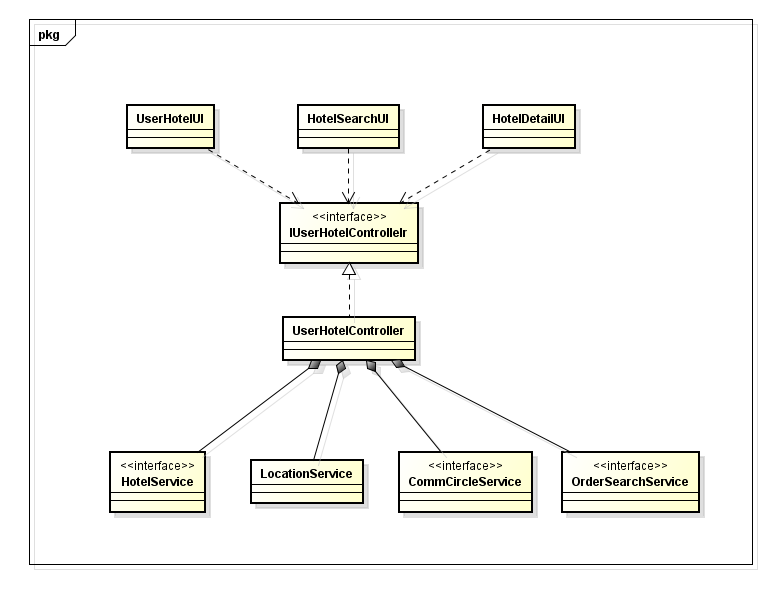 pkg
UserHotelUI
HotelSearchUI
HotelDetailUI
<<interface>>
IUserHotelControllelr
UserHotelController
<<interface>>
HotelService
LocationService
<<interface>>
CommCircleService
<<interface>>
OrderSearchService